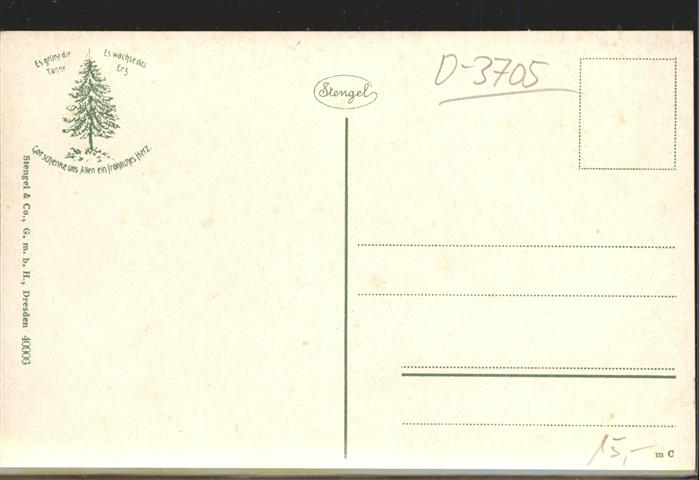 Es grüne die
Tanne
Es wachse das
Erz
Gott schenke uns Allen ein fröhliches Herz.
Stengel & Co., G. m. b. H., Dresden 40906
Stengel
D-3705
15,-
m C